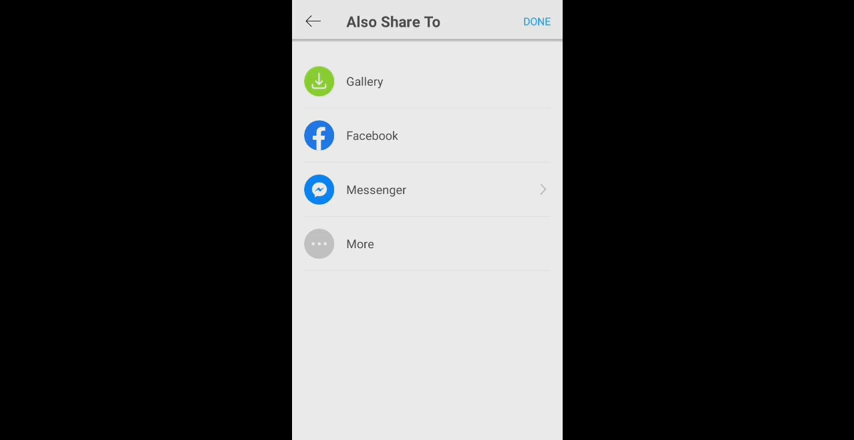 Also Share To
DONE
Gallery
Facebook
Messenger
More